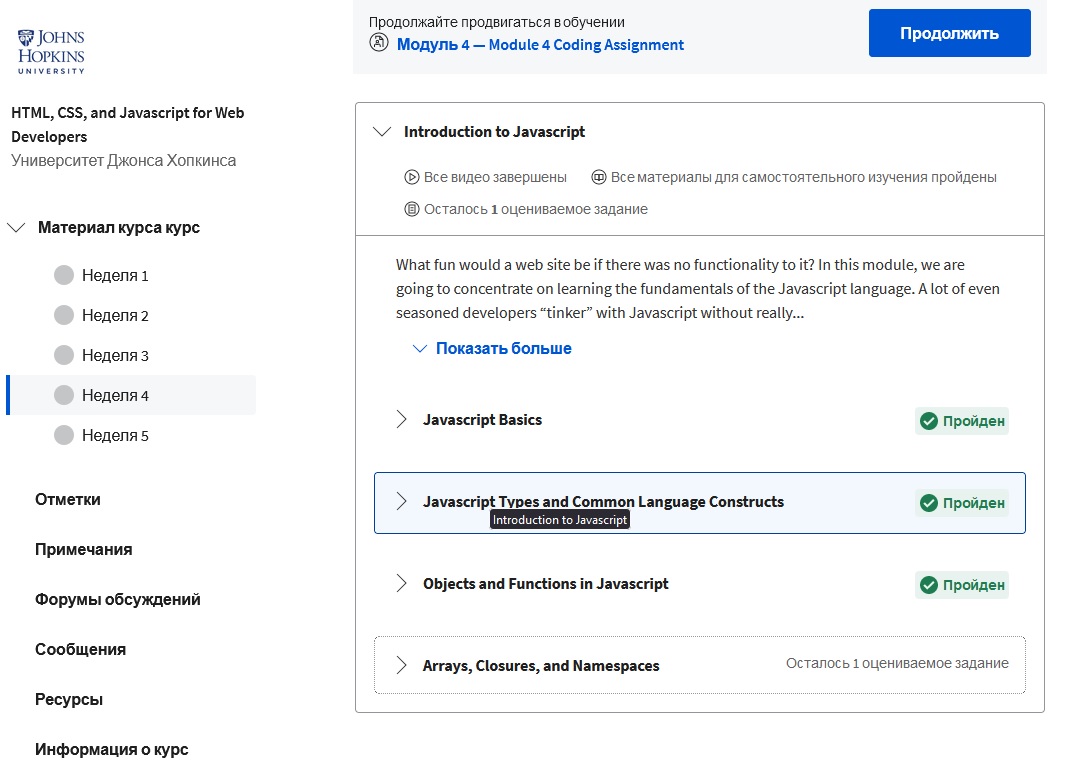 JOHNS
HOPKINS
UNIVERSITY
HTML, CSS, and Javascript for Web
Developers
Университет Джонса Хопкинса
Материал курса курс
Неделя 1
Неделя 2
Неделя 3
Неделя 4
Неделя 5
Отметки
Примечания
Форумы обсуждений
Сообщения
Ресурсы
Информация о курс
Продолжайте продвигаться в обучении
Модуль 4 — Module 4 Coding Assignment
Продолжить
Introduction to Javascript
Все видео завершены Все материалы для самостоятельного изучения пройдены
Осталось 1 оцениваемое задание
What fun would a web site be if there was no functionality to it? In this module, we are
going to concentrate on learning the fundamentals of the Javascript language. A lot of even
seasoned developers “tinker” with Javascript without really...
Показать больше
Javascript Basics Пройден
Javascript Types and Common Language Constructs Пройден
Introduction to Javascript
Objects and Functions in Javascript Пройден
Arrays, Closures, and Namespaces Осталось 1 оцениваемое задание